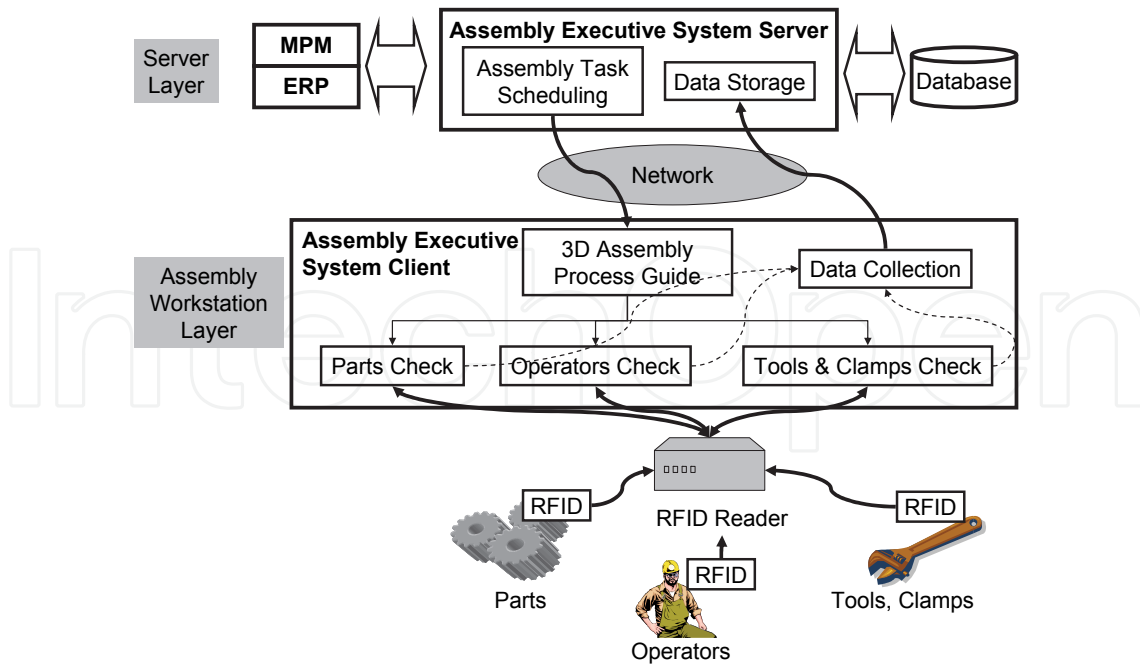 Server
Layer
MPM
ERP
Assembly Executive System Server
Assembly Task
Scheduling
Data Storage
Database
Network
Assembly
Workstation
Layer
Assembly Executive
System Client
3D Assembly
Process Guide
Data Collection
Parts Check
Operators Check
Tools & Clamps Check
RFID
RFID Reader
RFID
RFID
Parts
Operators
Tools, Clamps
IntechOpen